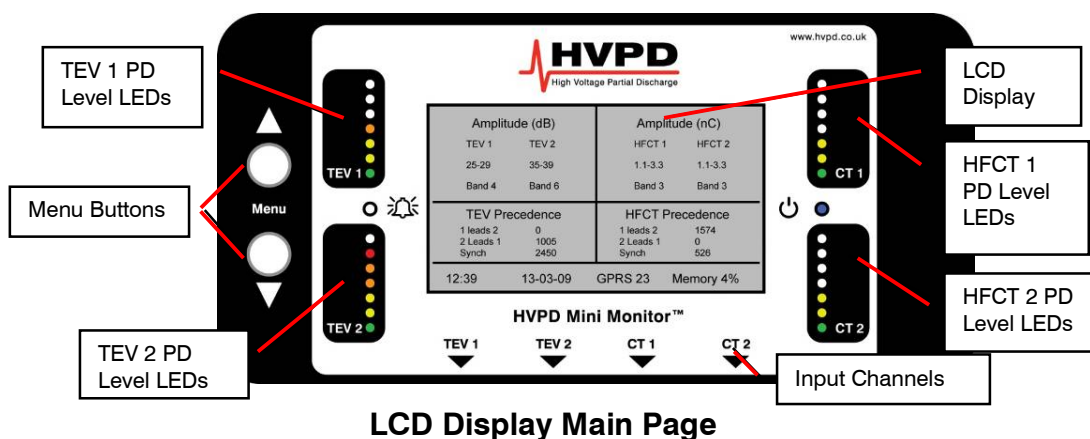 www.hvpd.co.uk
HVPD
High Voltage Partial Discharge
TEV 1 PD
Level LEDs
LCD
Display
Amplitude (dB)
TEV 1 TEV 2
25-29 35-39
Band 4 Band 6
Amplitude (nC)
HFCT 1 HFCT 2
1.1-3.3 1.1-3.3
Band 3 Band 3
TEV 1
CT 1
HFCT 1
PD Level
LEDs
Menu Buttons
Menu
TEV Precedence
1 leads 2 0
2 Leads 1 1005
Synch 2450
HFCT Precedence
1 leads 2 1574
2 Leads 1 0
Synch 526
12:39 13-03-09 GPRS 23 Memory 4%
TEV 2
CT 2
HFCT 2 PD
Level LEDs
HVPD Mini Monitor™
TEV 1 TEV 2 CT 1 CT 2
TEV 2 PD
Level LEDs
Input Channels
LCD Display Main Page